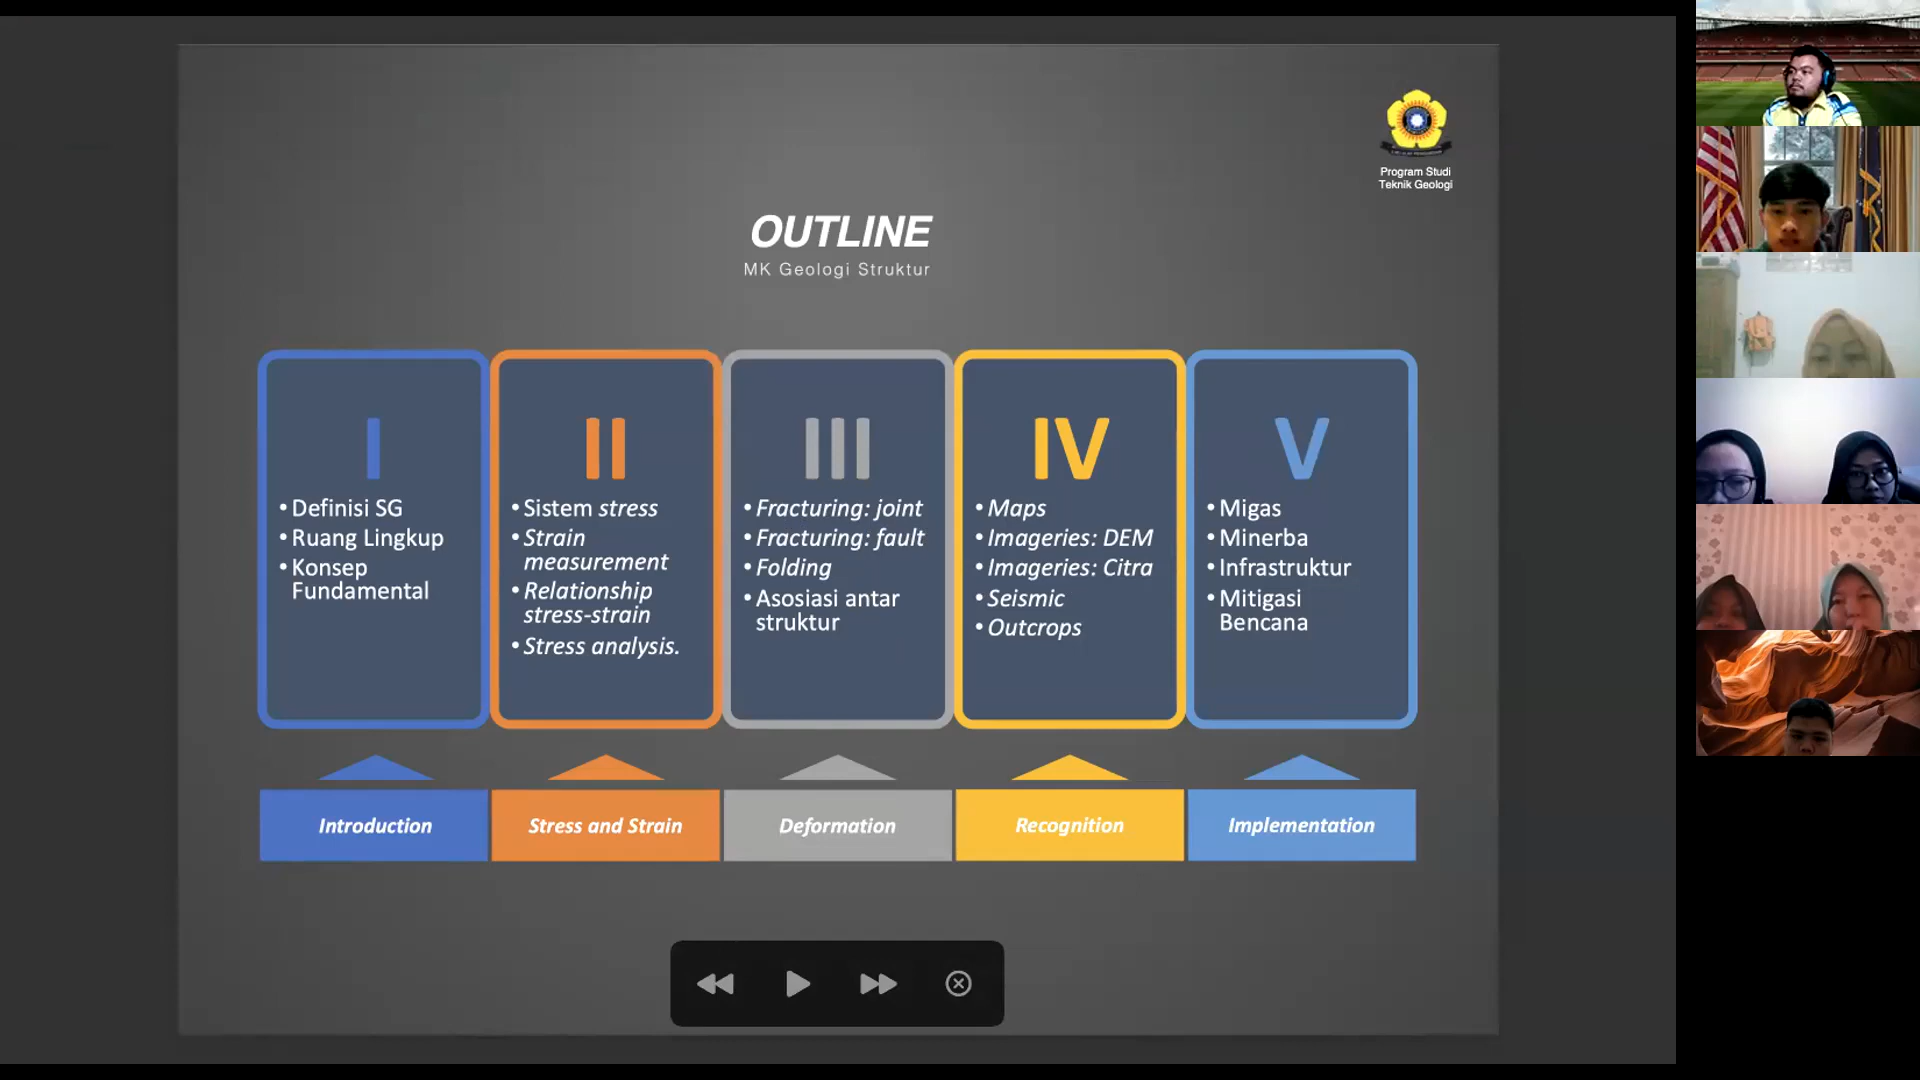 Program Studi
Teknik Geologi
OUTLINE
MK Geologi Struktur
I
• Definisi SG
• Ruang Lingkup
• Konsep
Fundamental
II
• Sistem stress
• Strain
measurement
• Relationship
stress-strain
• Stress analysis.
III
• Fracturing: joint
• Fracturing: fault
• Folding
• Asosiasi antar
struktur
IV
• Maps
• Imageries: DEM
• Imageries: Citra
• Seismic
• Outcrops
V
• Migas
• Minerba
• Infrastruktur
• Mitigasi
Bencana
Introduction
Stress and Strain
Deformation
Recognition
Implementation